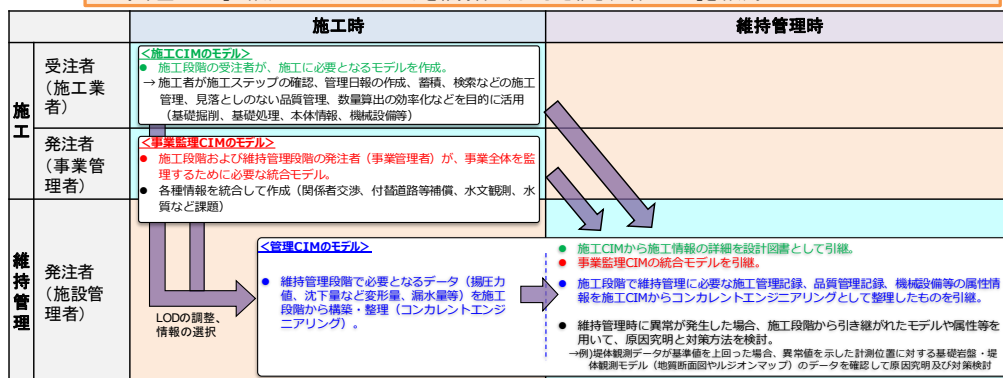 施工時
維持管理時
施工
受注者
(施工業
者)
<施工CIMのモデル>
● 施工段階の受注者が、施工に必要となるモデルを作成。
→施工者が施工ステップの確認、管理日報の作成、蓄積、検索などの施工
管理、見落としのない品質管理、数量算出の効率化などを目的に活用
(基礎掘削、基礎処理、本体情報、機械設備等)
発注者
(事業管
理者)
<事業監理CIMのモデル>
● 施工段階および維持管理段階の発注者(事業管理者)が、事業全体を監
理するために必要な統合モデル。
● 各種情報を統合して作成(関係者交渉、付替道路等補償、水文観測、水
質など課題)
維持管理
発注者
(施設管
理者)
LODの調整、
情報の選択
<管理CIMのモデル>
● 維持管理段階で必要となるデータ(揚圧力
値、沈下量など変形量、漏水量等)を施工
段階から構築・整理(コンカレントエンジ
ニアリング)。
● 施工CIMから施工情報の詳細を設計図書として引継。
● 事業監理CIMの統合モデルを引継。
● 施工段階で維持管理に必要な施工管理記録、品質管理記録、機械設備等の属性情
報を施工CIMからコンカレントエンジニアリングとして整理したものを引継。
● 維持管理時に異常が発生した場合、施工段階から引き継がれたモデルや属性等を
用いて、原因究明と対策方法を検討。
→例)堤体観測データが基準値を上回った場合、異常値を示した計測位置に対する基礎岩盤・堤
体観測モデル(地質断面図やルジオンマップ)のデータを確認して原因究明及び対策検討